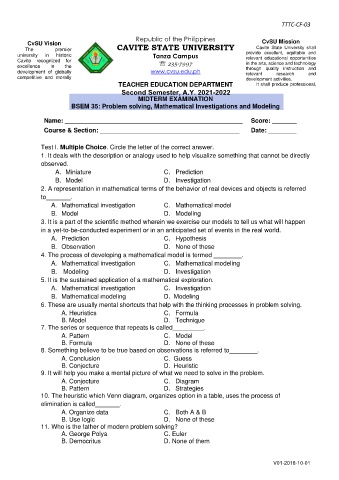 TTTC-CF-03
CvSU Vision
The premier
university in historic
Cavite recognized for
excellence in the
development of globally
competitive and morally
Republic of the Philippines
CAVITE STATE UNIVERSITY
Tanza Campus
☎ 4397997
www.cvsu.edu.ph
CvSU Mission
Cavite State University shall
provide excellent, equitable and
relevant educational opportunities
in the arts, science and technology
through quality instruction and
relevant research and
development activities.
It shall produce professional,
TEACHER EDUCATION DEPARTMENT
Second Semester, A.Y. 2021-2022
MIDTERM EXAMINATION
BSEM 35: Problem solving, Mathematical Investigations and Modeling
Name: ____________________ Score: _______
Course & Section: ____________________ Date: ________
Test I. Multiple Choice. Circle the letter of the correct answer.
1. It deals with the description or analogy used to help visualize something that cannot be directly
observed.
A. Miniature C. Prediction
B. Model D. Investigation
2. A representation in mathematical terms of the behavior of real devices and objects is referred
to_______.
A. Mathematical investigation C. Mathematical model
B. Model D. Modeling
3. It is a part of the scientific method wherein we exercise our models to tell us what will happen
in a yet-to-be-conducted experiment or in an anticipated set of events in the real world.
A. Prediction C. Hypothesis
B. Observation D. None of these
4. The process of developing a mathematical model is termed ________.
A. Mathematical investigation C. Mathematical modeling
B. Modeling D. Investigation
5. It is the sustained application of a mathematical exploration.
A. Mathematical investigation C. Investigation
B. Mathematical modeling D. Modeling
6. These are usually mental shortcuts that help with the thinking processes in problem solving.
A. Heuristics C. Formula
B. Model D. Technique
7. The series or sequence that repeats is called_________.
A. Pattern C. Model
B. Formula D. None of these
8. Something believe to be true based on observations is referred to________.
A. Conclusion C. Guess
B. Conjecture D. Heuristic
9. It will help you make a mental picture of what we need to solve in the problem.
A. Conjecture C. Diagram
B. Pattern D. Strategies
10. The heuristic which Venn diagram, organizes option in a table, uses the process of
elimination is called_______.
A. Organize data C. Both A & B
B. Use logic D. None of these
11. Who is the father of modern problem solving?
A. George Polya C. Euler
B. Democritus D. None of them
V01-2018-10-01